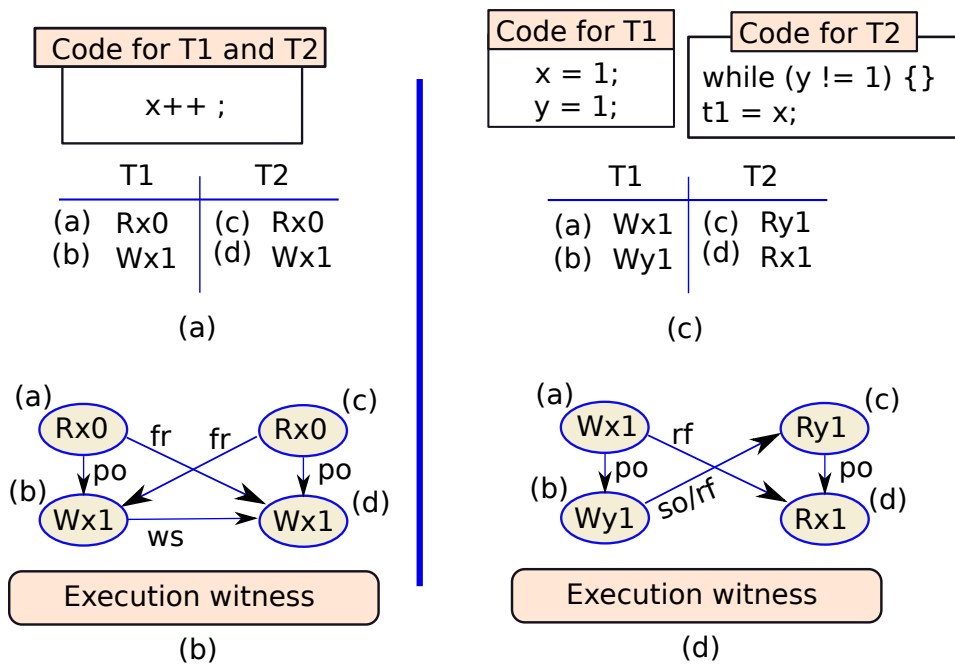 Code for T1 and T2
x++ ;
T1 T2
(a) Rx0 (c) Rx0
(b) Wx1 (d) Wx1
(a)
(a) Rx0 Rx0 (c)
fr fr
po po
(b) Wx1 Wx1 (d)
ws
Execution witness
(b)
Code for T1
x = 1;
y = 1;
Code for T2
while (y != 1) {}
t1 = x;
T1 T2
(a) Wx1 (c) Ry1
(b) Wy1 (d) Rx1
(c)
(a) Wx1 Ry1 (c)
rf
po po
(b) Wy1 so/rf Rx1 (d)
Execution witness
(d)